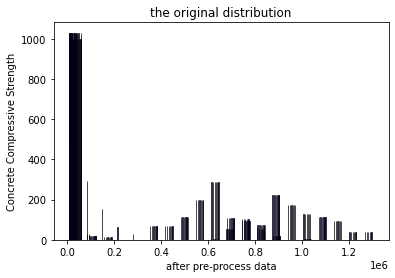 the original distribution
Concrete Compressive Strength
1000
800
600
400
200
0
0.0 0.2 0.4 0.6 0.8 1.0 1.2
1e6
after pre-process data